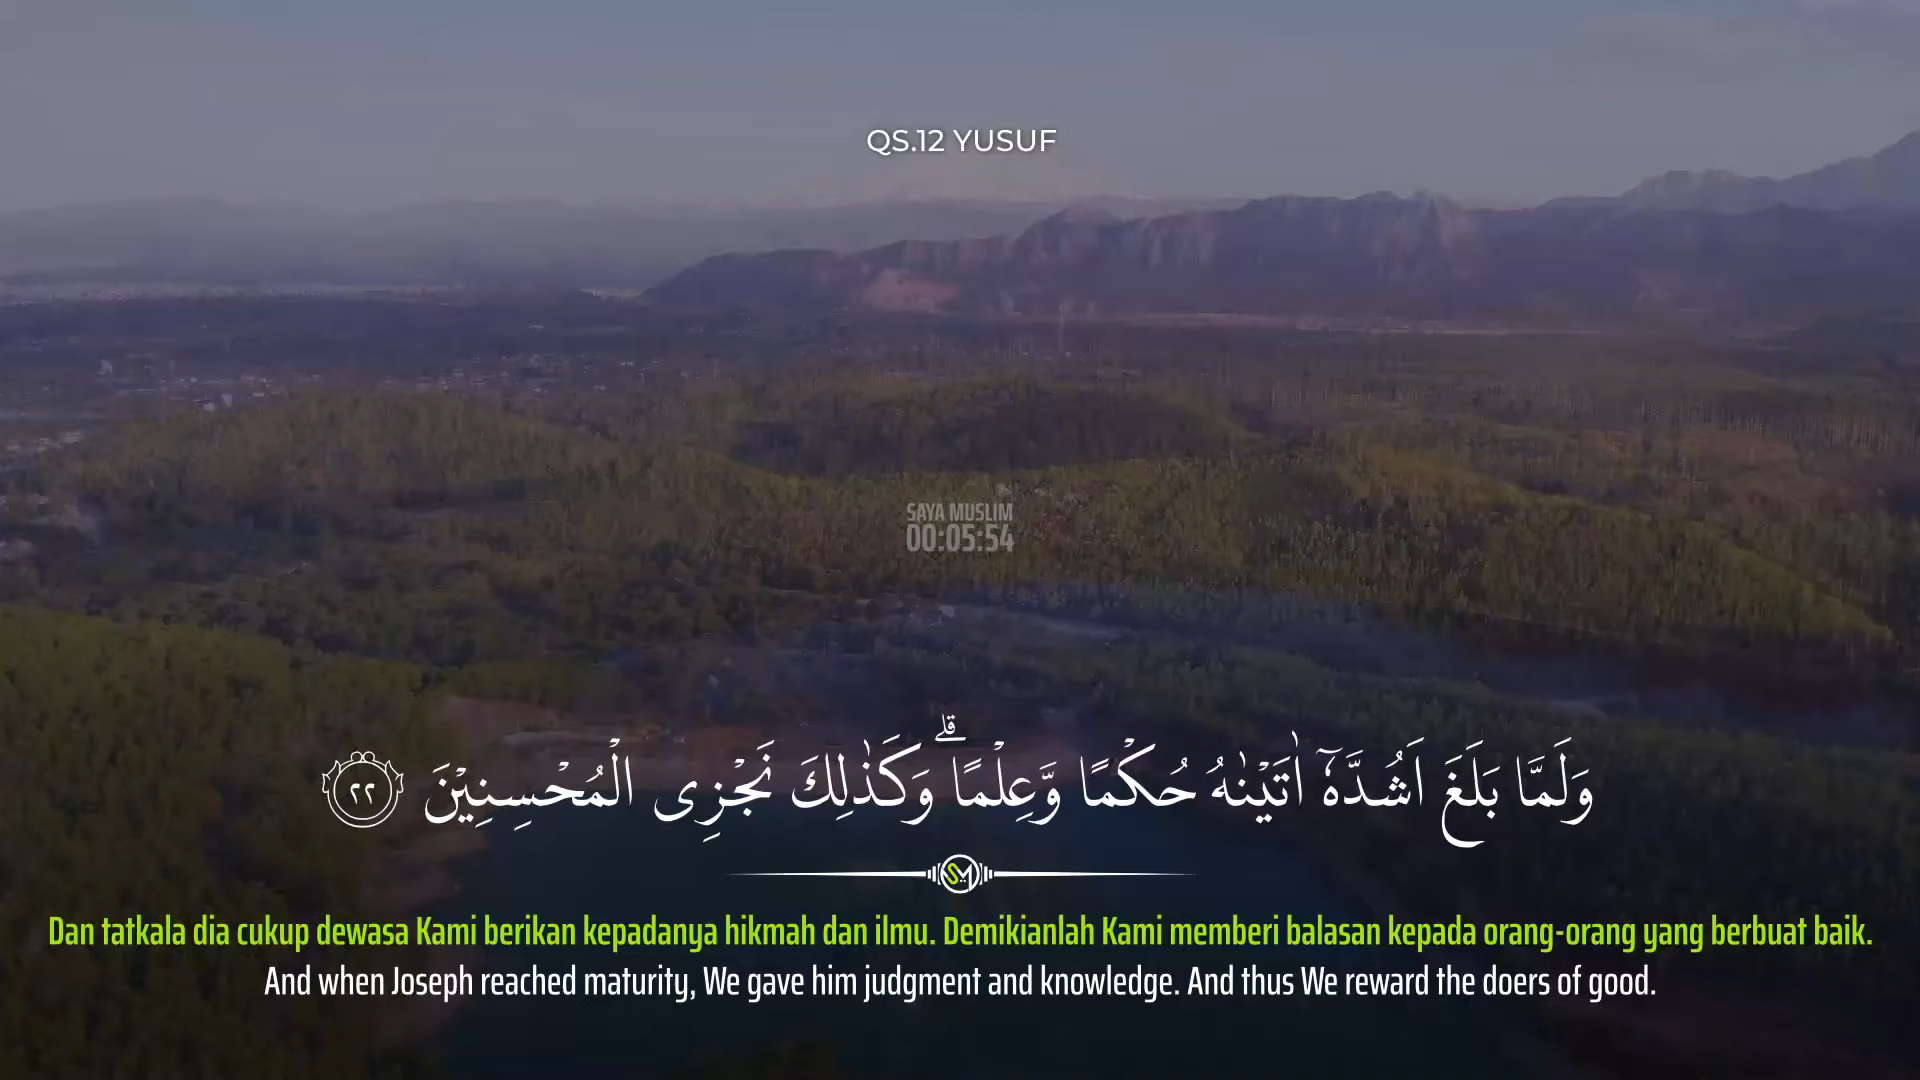 QS.12 YUSUF
SAYA MUSLIM
00:05:54
وَلَمَّا بَلَغَ اَشُدَّهٗٓ اٰتَيْنٰهُ حُكْمًا وَّعِلْمًاۗ وَكَذٰلِكَ نَجْزِى الْمُحْسِنِيْنَ ٢٢
SM
Dan tatkala dia cukup dewasa Kami berikan kepadanya hikmah dan ilmu. Demikianlah Kami memberi balasan kepada orang-orang yang berbuat baik.
And when Joseph reached maturity, We gave him judgment and knowledge. And thus We reward the doers of good.